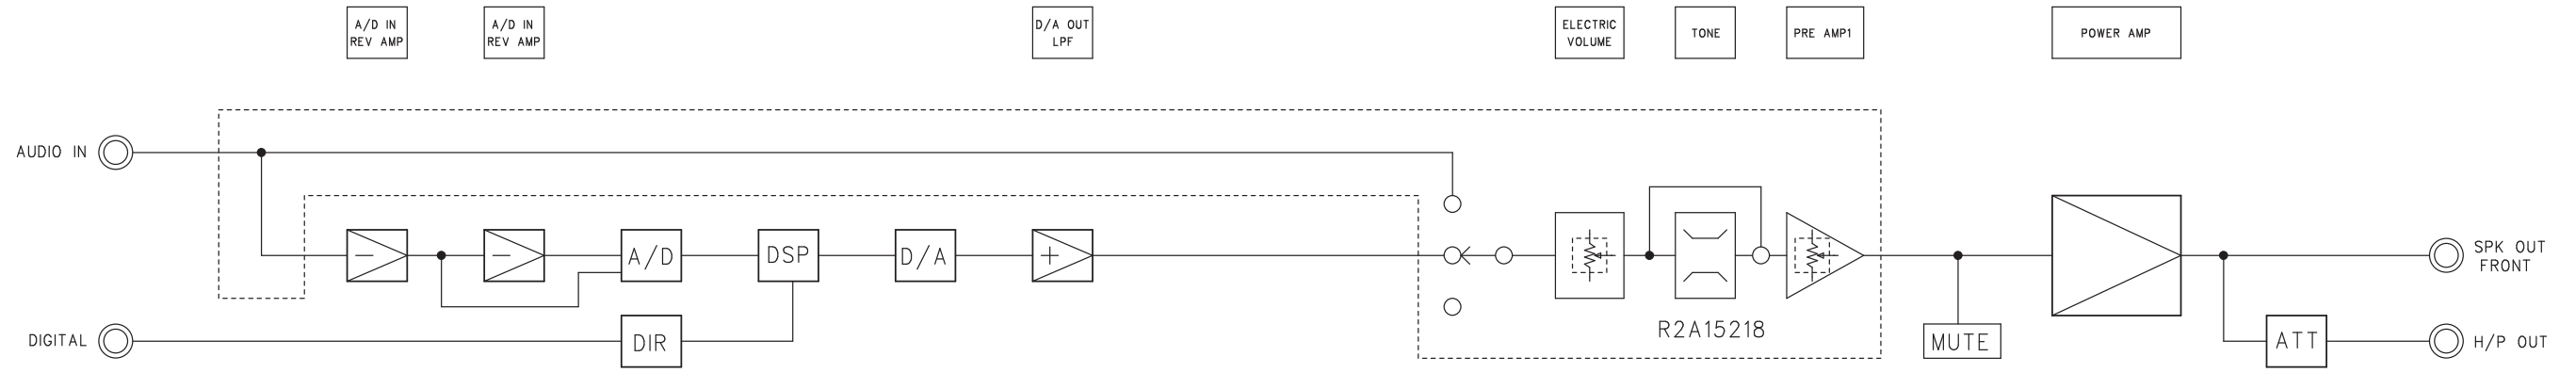 A/D IN
REV AMP
A/D IN
REV AMP
D/A OUT
LPF
ELECTRIC
VOLUME
TONE
PRE AMP1
POWER AMP
AUDIO IN
A/D
DSP
D/A
SPK OUT
FRONT
R2A15218
DIGITAL
DIR
MUTE
ATT
H/P OUT